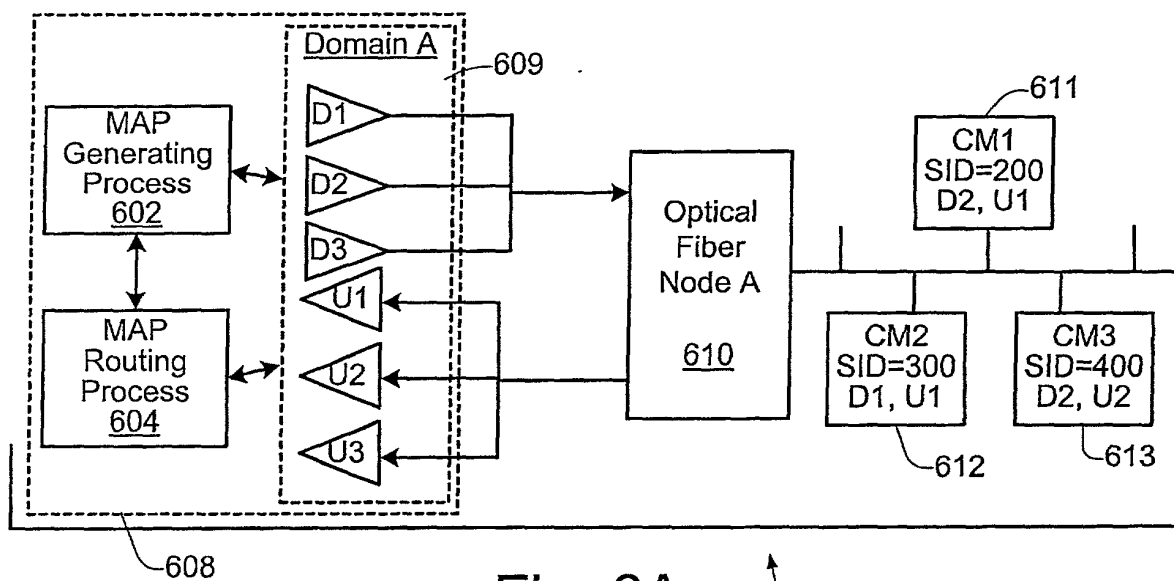 Domain A
609
MAP
Generating
Process
602
MAP
Routing
Process
604
D1
D2
D3
U1
U2
U3
Optical
Fiber
Node A
610
611
CM1
SID=200
D2, U1
CM2
SID=300
D1, U1
612
CM3
SID=400
D2, U2
613
608